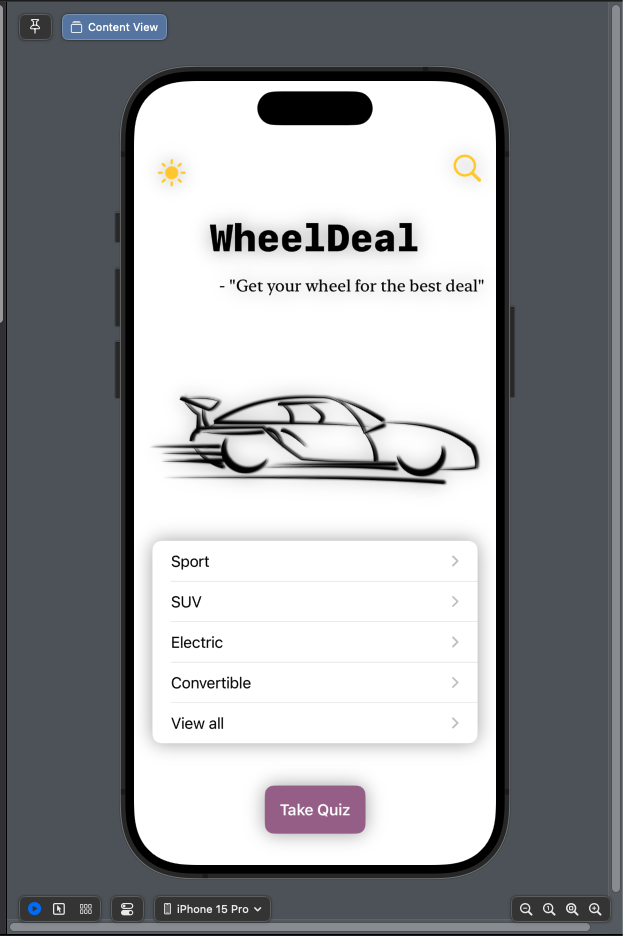 Content View
WheelDeal
- "Get your wheel for the best deal"
Sport
SUV
Electric
Convertible
View all
Take Quiz
iPhone 15 Pro